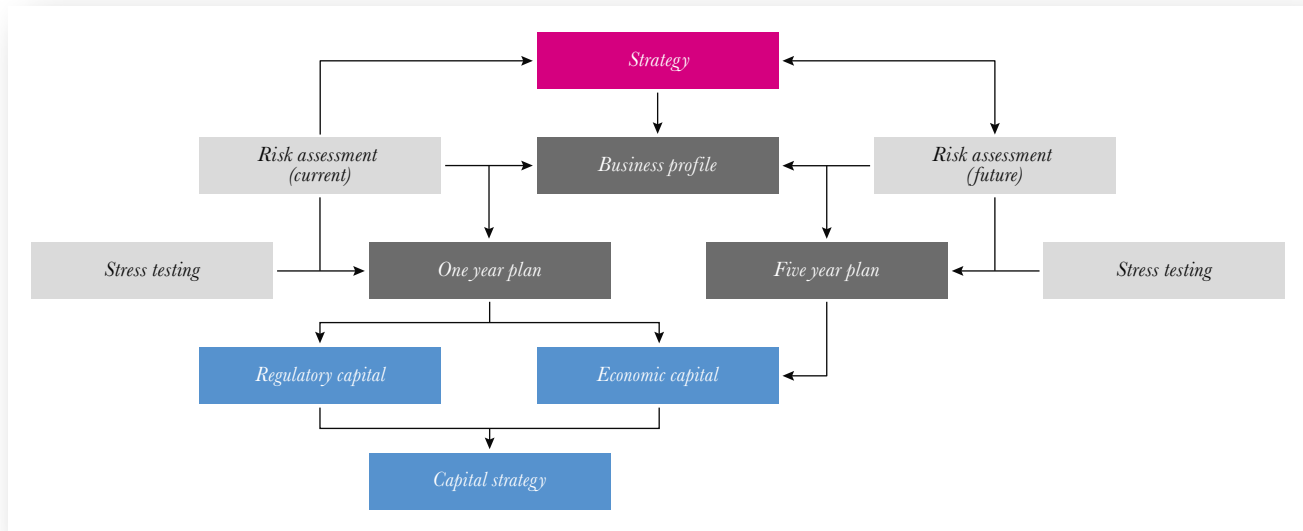 Strategy
Risk assessment
(current)
Business profile
Risk assessment
(future)
Stress testing
One year plan
Five year plan
Stress testing
Regulatory capital
Economic capital
Capital strategy